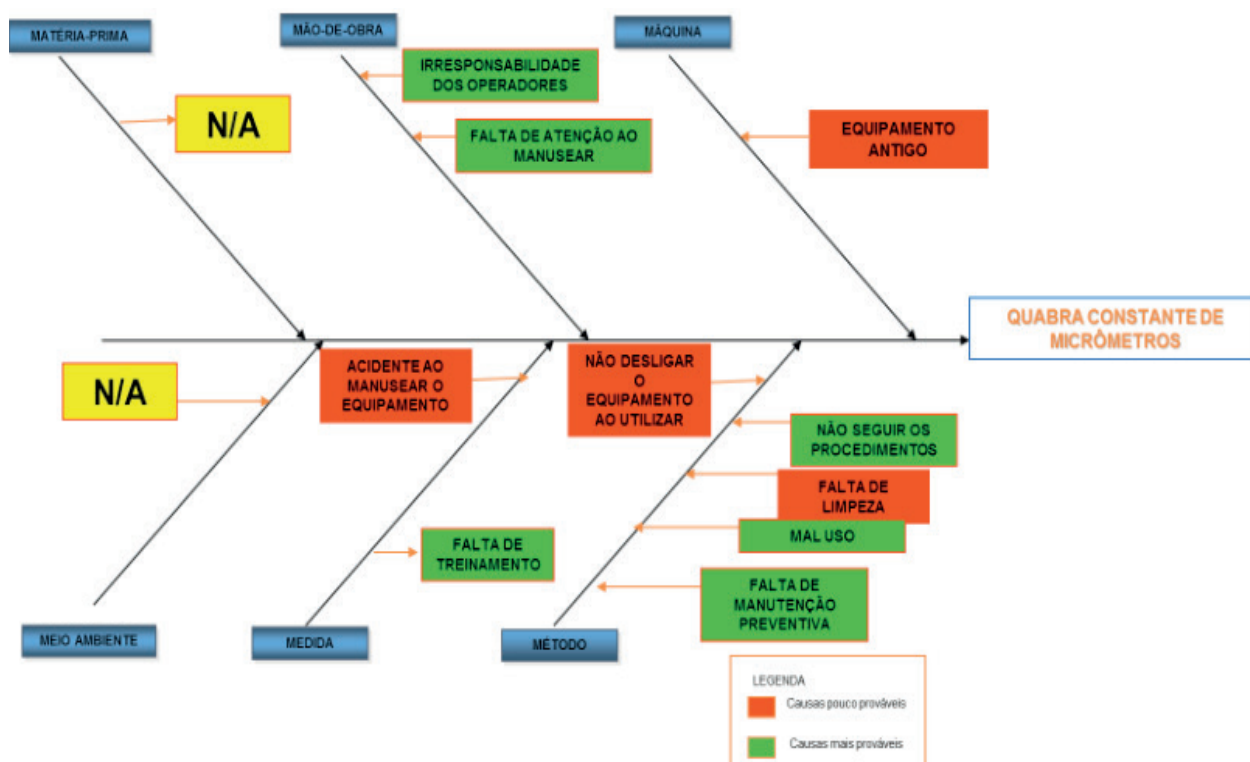 MATÉRIA-PRIMA
MÃO-DE-OBRA
MÁQUINA
IRRESPONSABILIDADE
DOS OPERADORES
N/A
FALTA DE ATENÇÃO AO
MANUSEAR
EQUIPAMENTO
ANTIGO
QUABRA CONSTANTE DE
MICRÔMETROS
N/A
ACIDENTE AO
MANUSEAR O
EQUIPAMENTO
NÃO DESLIGAR
O
EQUIPAMENTO
AO UTILIZAR
NÃO SEGUIR OS
PROCEDIMENTOS
FALTA DE
LIMPEZA
MAL USO
FALTA DE
TREINAMENTO
FALTA DE
MANUTENÇÃO
PREVENTIVA
MEIO AMBIENTE
MEDIDA
MÉTODO
LEGENDA
Causas pouco prováveis
Causas mais prováveis